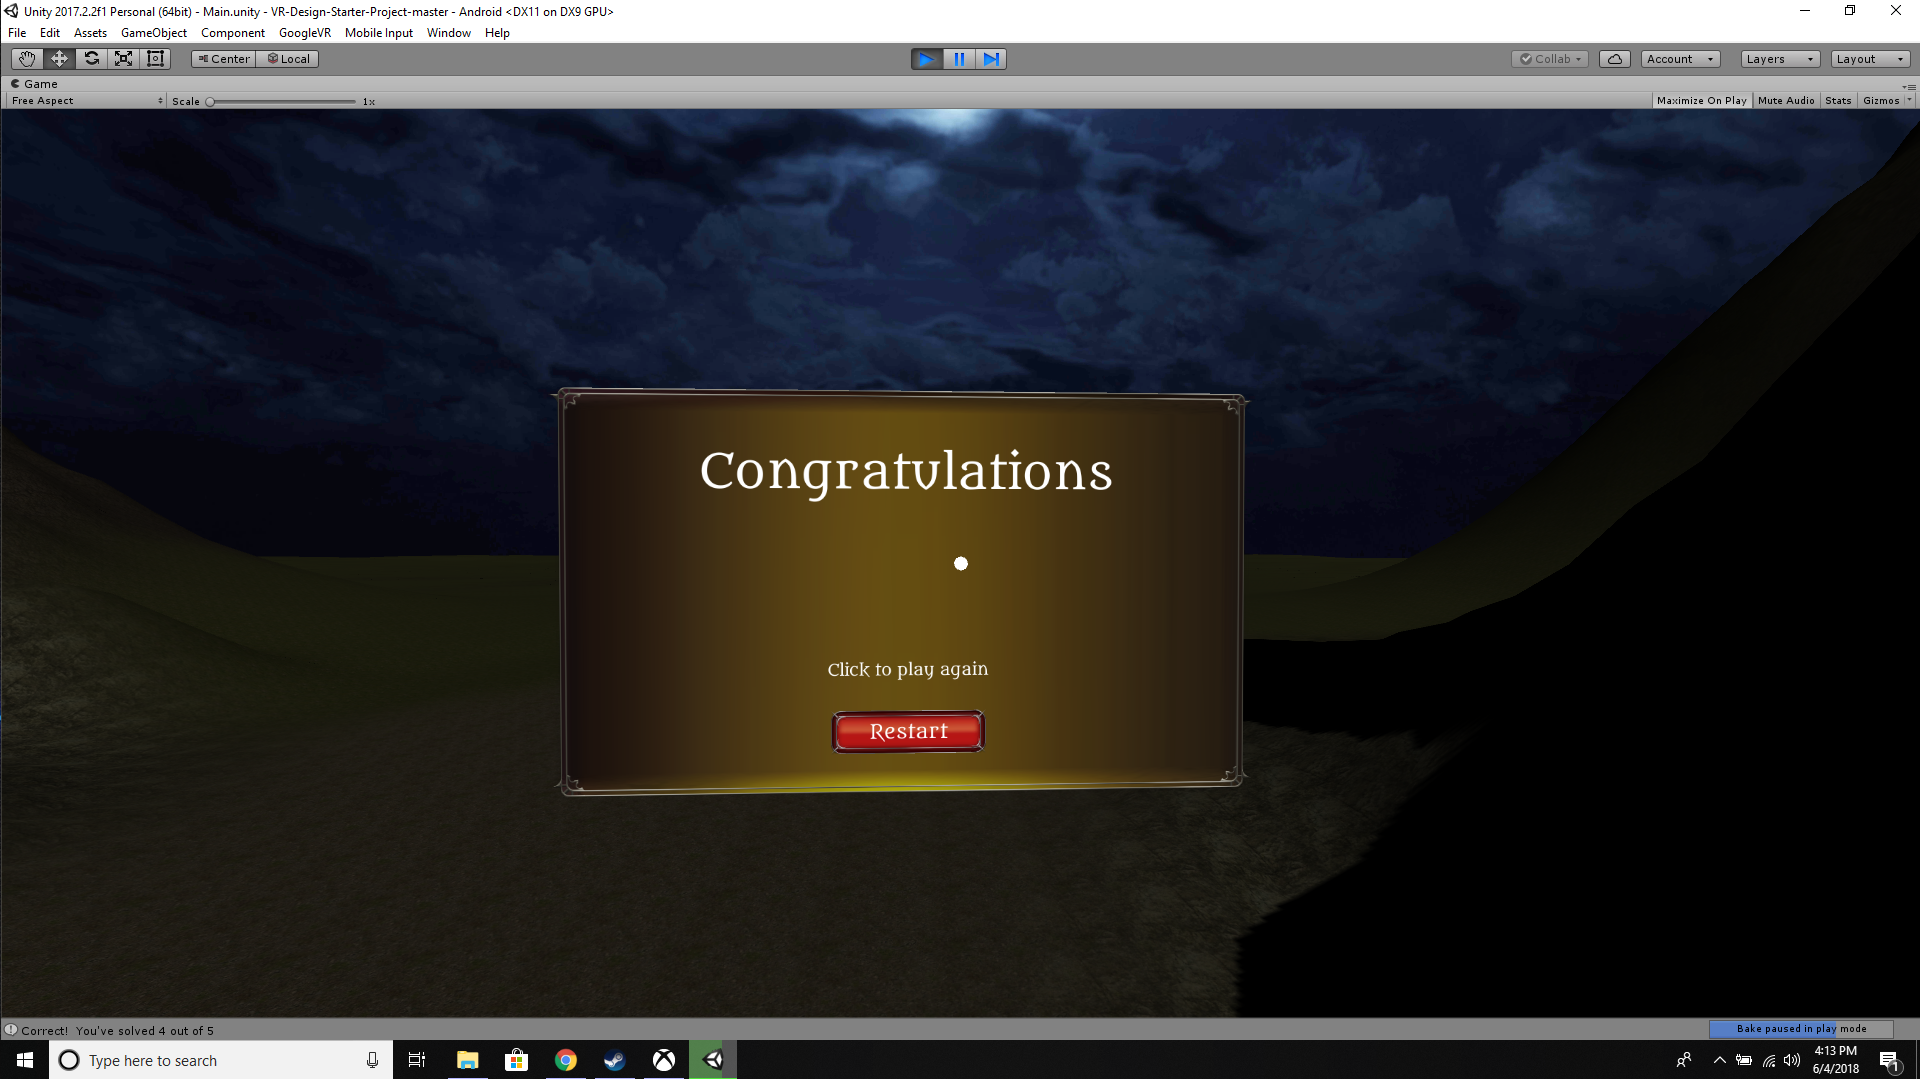 Unity 2017.2.2f1 Personal (64bit) - Main.unity - VR-Design-Starter-Project-master - Android <DX11 on DX9 GPU>
File Edit Assets GameObject Component GoogleVR Mobile Input Window Help
Center Local Collab Account Layers Layout
Game
Free Aspect Scale 1x Maximize On Play Mute Audio Stats Gizmos
Congratulations
Click to play again
Restart
Correct! You've solved 4 out of 5 Bake paused in play mode
Type here to search
4:13 PM
6/4/2018
1